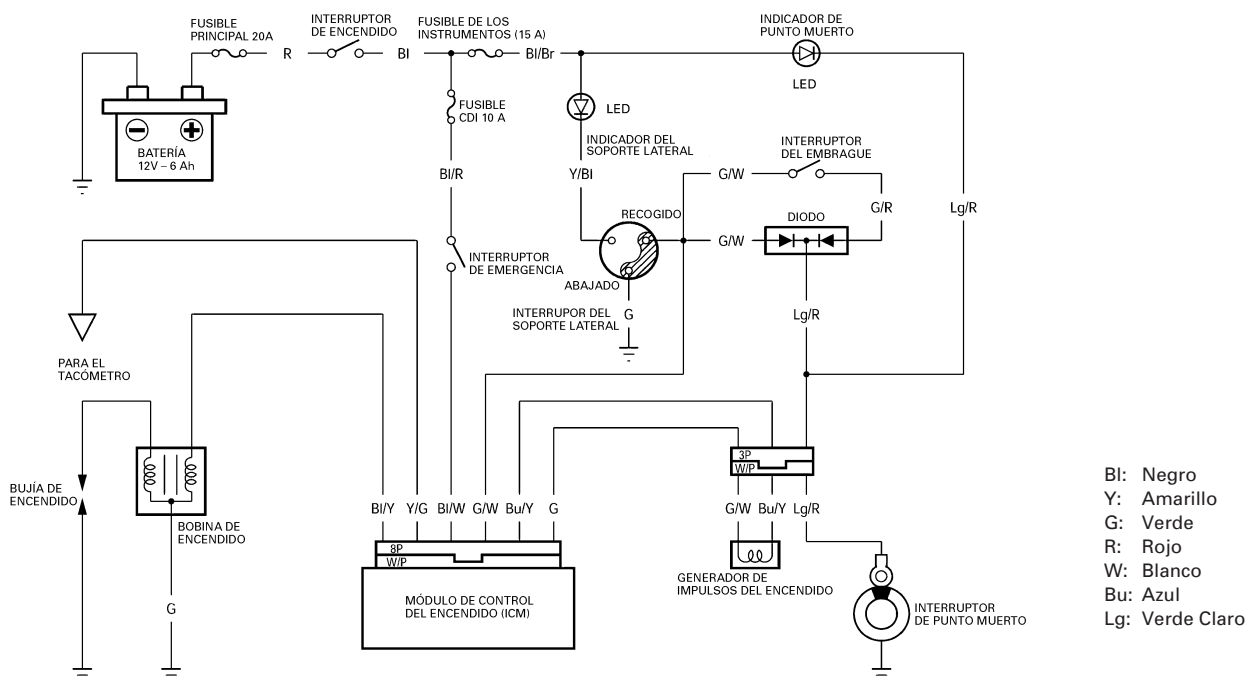 FUSIBLE
PRINCIPAL 20A
INTERRUPTOR
DE ENCENDIDO
FUSIBLE DE LOS
INSTRUMENTOS (15 A)
INDICADOR DE
PUNTO MUERTO
R
Bl
Bl/Br
LED
FUSIBLE
CDI 10 A
LED
BATERÍA
12V – 6 Ah
INDICADOR DEL
SOPORTE LATERAL
INTERRUPTOR
DEL EMBRAGUE
Bl/R
Y/Bl
G/W
G/R
Lg/R
RECOGIDO
DIODO
G/W
INTERRUPTOR
DE EMERGENCIA
ABAJADO
INTERRUPOR DEL
SOPORTE LATERAL
G
Lg/R
PARA EL
TACÓMETRO
BUJÍA DE
ENCENDIDO
BOBINA DE
ENCENDIDO
G
Bl/Y
Y/G
Bl/W
G/W
Bu/Y
G
8P
W/P
MÓDULO DE CONTROL
DEL ENCENDIDO (ICM)
3P
W/P
G/W
Bu/Y
Lg/R
GENERADOR DE
IMPULSOS DEL ENCENDIDO
INTERRUPTOR
DE PUNTO MUERTO
Bl: Negro
Y: Amarillo
G: Verde
R: Rojo
W: Blanco
Bu: Azul
Lg: Verde Claro